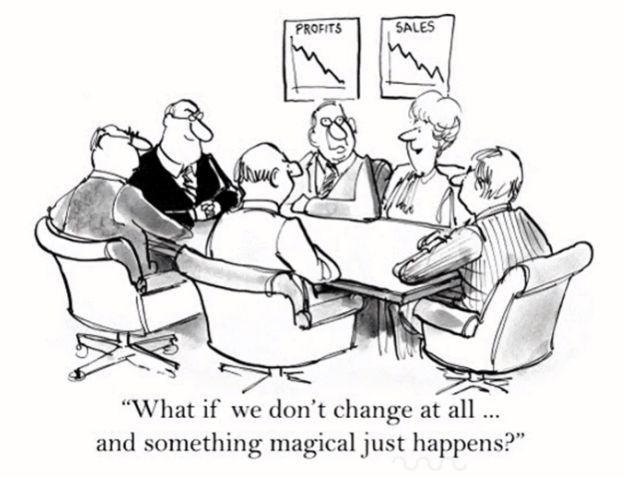 PROFITS
SALES
“What if we don’t change at all ...
and something magical just happens?”